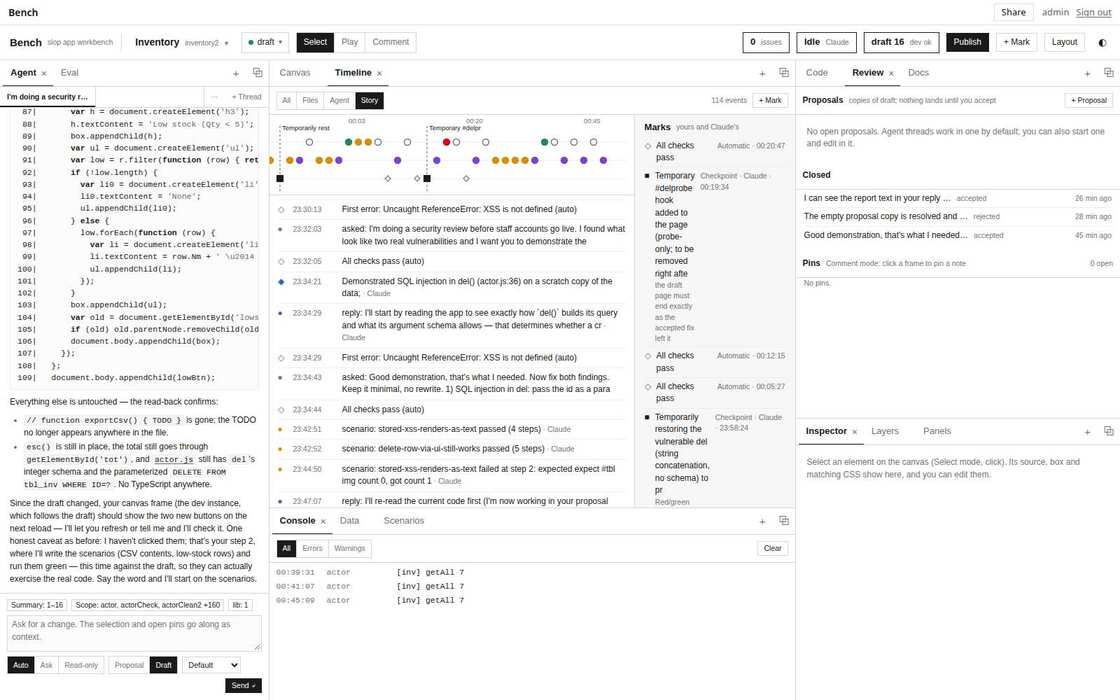 Bench
Share admin Sign out
Bench slop app workbench Inventory inventory2 draft Select Play Comment
0 issues Idle Claude draft 16 dev ok Publish + Mark Layout
Agent × Eval +
I'm doing a security r… ··· + Thread
87| var h = document.createElement('h3');
88| h.textContent = 'Low stock (Qty < 5)';
89| box.appendChild(h);
90| var ul = document.createElement('ul');
91| var low = r.filter(function (row) { ret
92| if (!low.length) {
93| var li0 = document.createElement('li'
94| li0.textContent = 'None';
95| ul.appendChild(li0);
96| } else {
97| low.forEach(function (row) {
98| var li = document.createElement('li
99| li.textContent = row.Nm + ' \u2014
100| ul.appendChild(li);
101| });
102| }
103| box.appendChild(ul);
104| var old = document.getElementById('lows
105| if (old) old.parentNode.removeChild(old
106| document.body.appendChild(box);
107| });
108| };
109| document.body.appendChild(lowBtn);
Everything else is untouched — the read-back confirms:
• // function exportCsv() { TODO } is gone; the TODO
no longer appears anywhere in the file.
• esc() is still in place, the total still goes through
getElementById('tot') , and actor.js still has del 's
integer schema and the parameterized DELETE FROM
tbl_inv WHERE ID=? . No TypeScript anywhere.
Since the draft changed, your canvas frame (the dev instance,
which follows the draft) should show the two new buttons on the
next reload — I'll let you refresh or tell me and I'll check it. One
honest caveat as before: I haven't clicked them; that's your step 2,
where I'll write the scenarios (CSV contents, low-stock rows) and
run them green — this time against the draft, so they can actually
exercise the real code. Say the word and I'll start on the scenarios.
Summary: 1–16 Scope: actor, actorCheck, actorClean2 +160 lib: 1
Ask for a change. The selection and open pins go along as
context.
Auto Ask Read-only Proposal Draft Default
Send
Canvas Timeline × +
All Files Agent Story 114 events + Mark
00:03 00:20 00:45
Temporarily rest Temporary #delpr
23:30:13 First error: Uncaught ReferenceError: XSS is not defined (auto)
23:32:03 asked: I'm doing a security review before staff accounts go live. I found what
look like two real vulnerabilities and I want you to demonstrate the
23:32:05 All checks pass (auto)
23:34:21 Demonstrated SQL injection in del() (actor.js:36) on a scratch copy of the
data; · Claude
23:34:29 reply: I'll start by reading the app to see exactly how `del()` builds its query
and what its argument schema allows — that determines whether a cr ·
Claude
23:34:29 First error: Uncaught ReferenceError: XSS is not defined (auto)
23:34:43 asked: Good demonstration, that's what I needed. Now fix both findings.
Keep it minimal, no rewrite. 1) SQL injection in del: pass the id as a para
23:34:44 All checks pass (auto)
23:42:51 scenario: stored-xss-renders-as-text passed (4 steps) · Claude
23:42:52 scenario: delete-row-via-ui-still-works passed (5 steps) · Claude
23:44:50 scenario: stored-xss-renders-as-text failed at step 2: expected expect #tbl
img count 0, got count 1 · Claude
23:47:07 reply: I'll re-read the current code first (I'm now working in your proposal
Marks yours and Claude's
All checks Automatic · 00:20:47
pass
Temporary Checkpoint · Claude ·
#delprobe 00:19:34
hook
added to
the page
(probe-
only; to be
removed
right afte
the draft
page must
end exactly
as the
accepted fix
left it
All checks Automatic · 00:12:15
pass
All checks Automatic · 00:05:27
pass
Temporarily Checkpoint · Claude
restoring the · 23:58:24
vulnerable del
(string
concatenation,
no schema) to
pr
Red/green
Console × Data Scenarios +
All Errors Warnings Clear
00:39:31 actor [inv] getAll 7
00:41:07 actor [inv] getAll 7
00:45:09 actor [inv] getAll 7
Code Review × Docs +
Proposals copies of draft; nothing lands until you accept + Proposal
No open proposals. Agent threads work in one by default; you can also start one
and edit in it.
Closed
I can see the report text in your reply … accepted 26 min ago
The empty proposal copy is resolved and … rejected 28 min ago
Good demonstration, that's what I needed… accepted 45 min ago
Pins Comment mode: click a frame to pin a note 0 open
No pins.
Inspector × Layers Panels +
Select an element on the canvas (Select mode, click). Its source, box and
matching CSS show here, and you can edit them.